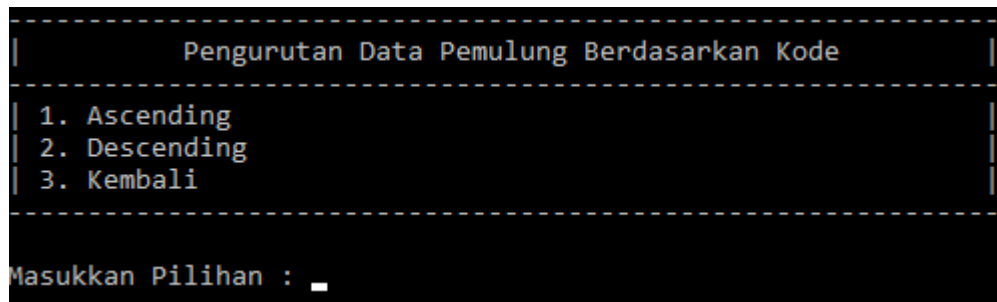 Pengurutan Data Pemulung Berdasarkan Kode
1. Ascending
2. Descending
3. Kembali
Masukkan Pilihan :